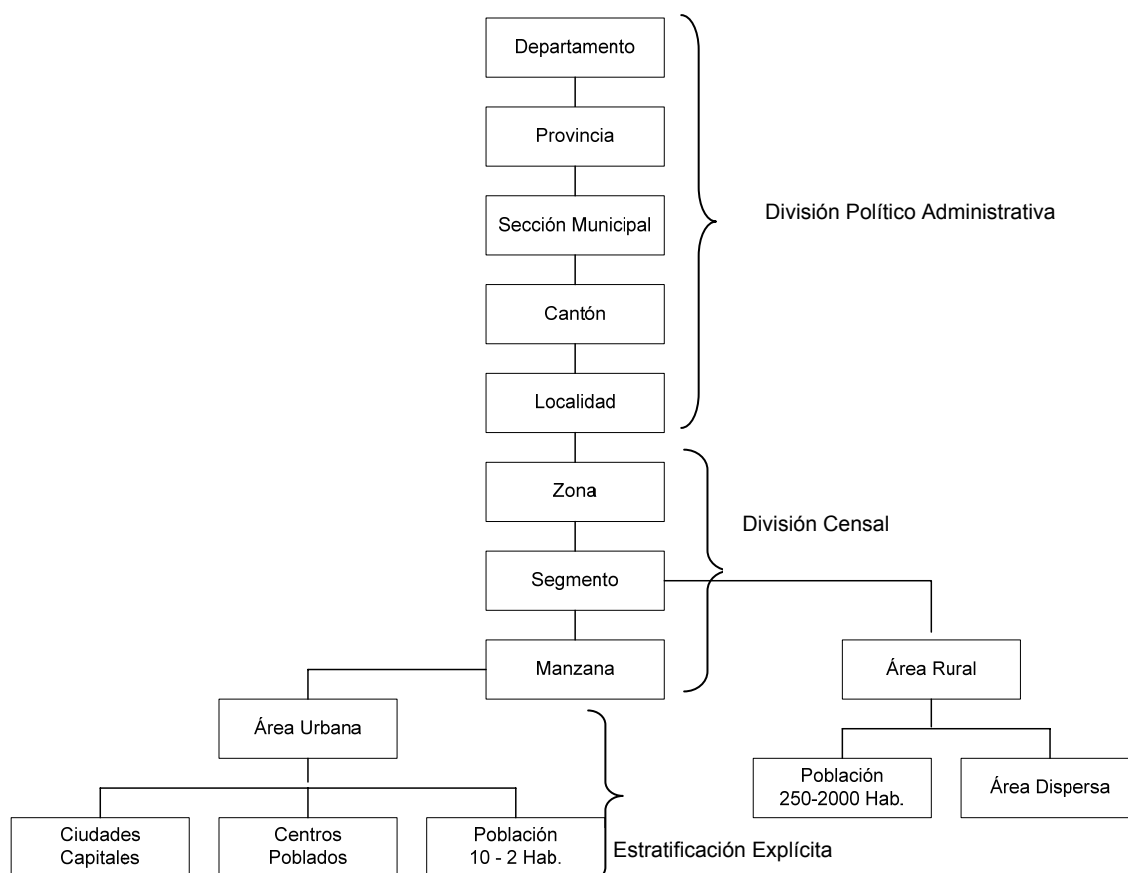 Departamento
Provincia
Sección Municipal
División Político Administrativa
Cantón
Localidad
Zona
División Censal
Segmento
Manzana
Área Rural
Área Urbana
Población
250-2000 Hab.
Área Dispersa
Ciudades
Capitales
Centros
Poblados
Población
10 - 2 Hab.
Estratificación Explícita